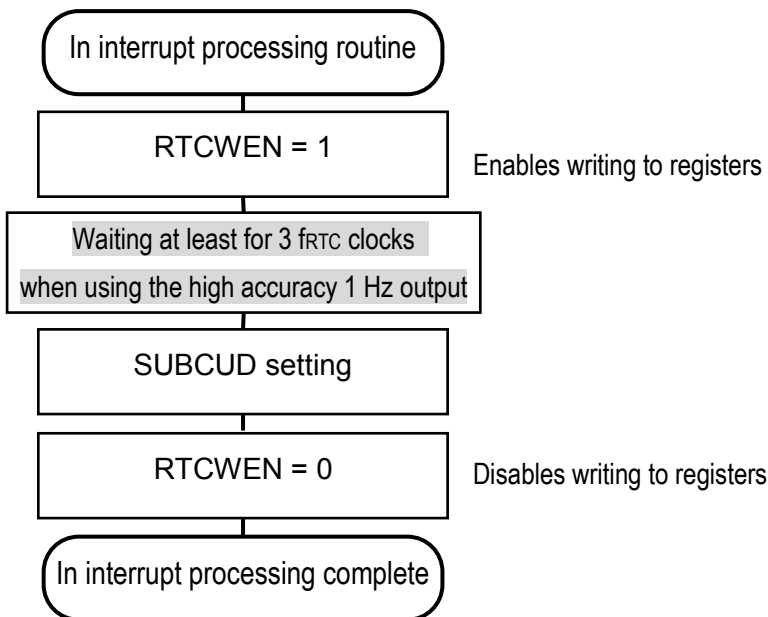 In interrupt processing routine
RTCWEN = 1
Enables writing to registers
Waiting at least for 3 fRTC clocks
when using the high accuracy 1 Hz output
SUBCUD setting
RTCWEN = 0
Disables writing to registers
In interrupt processing complete